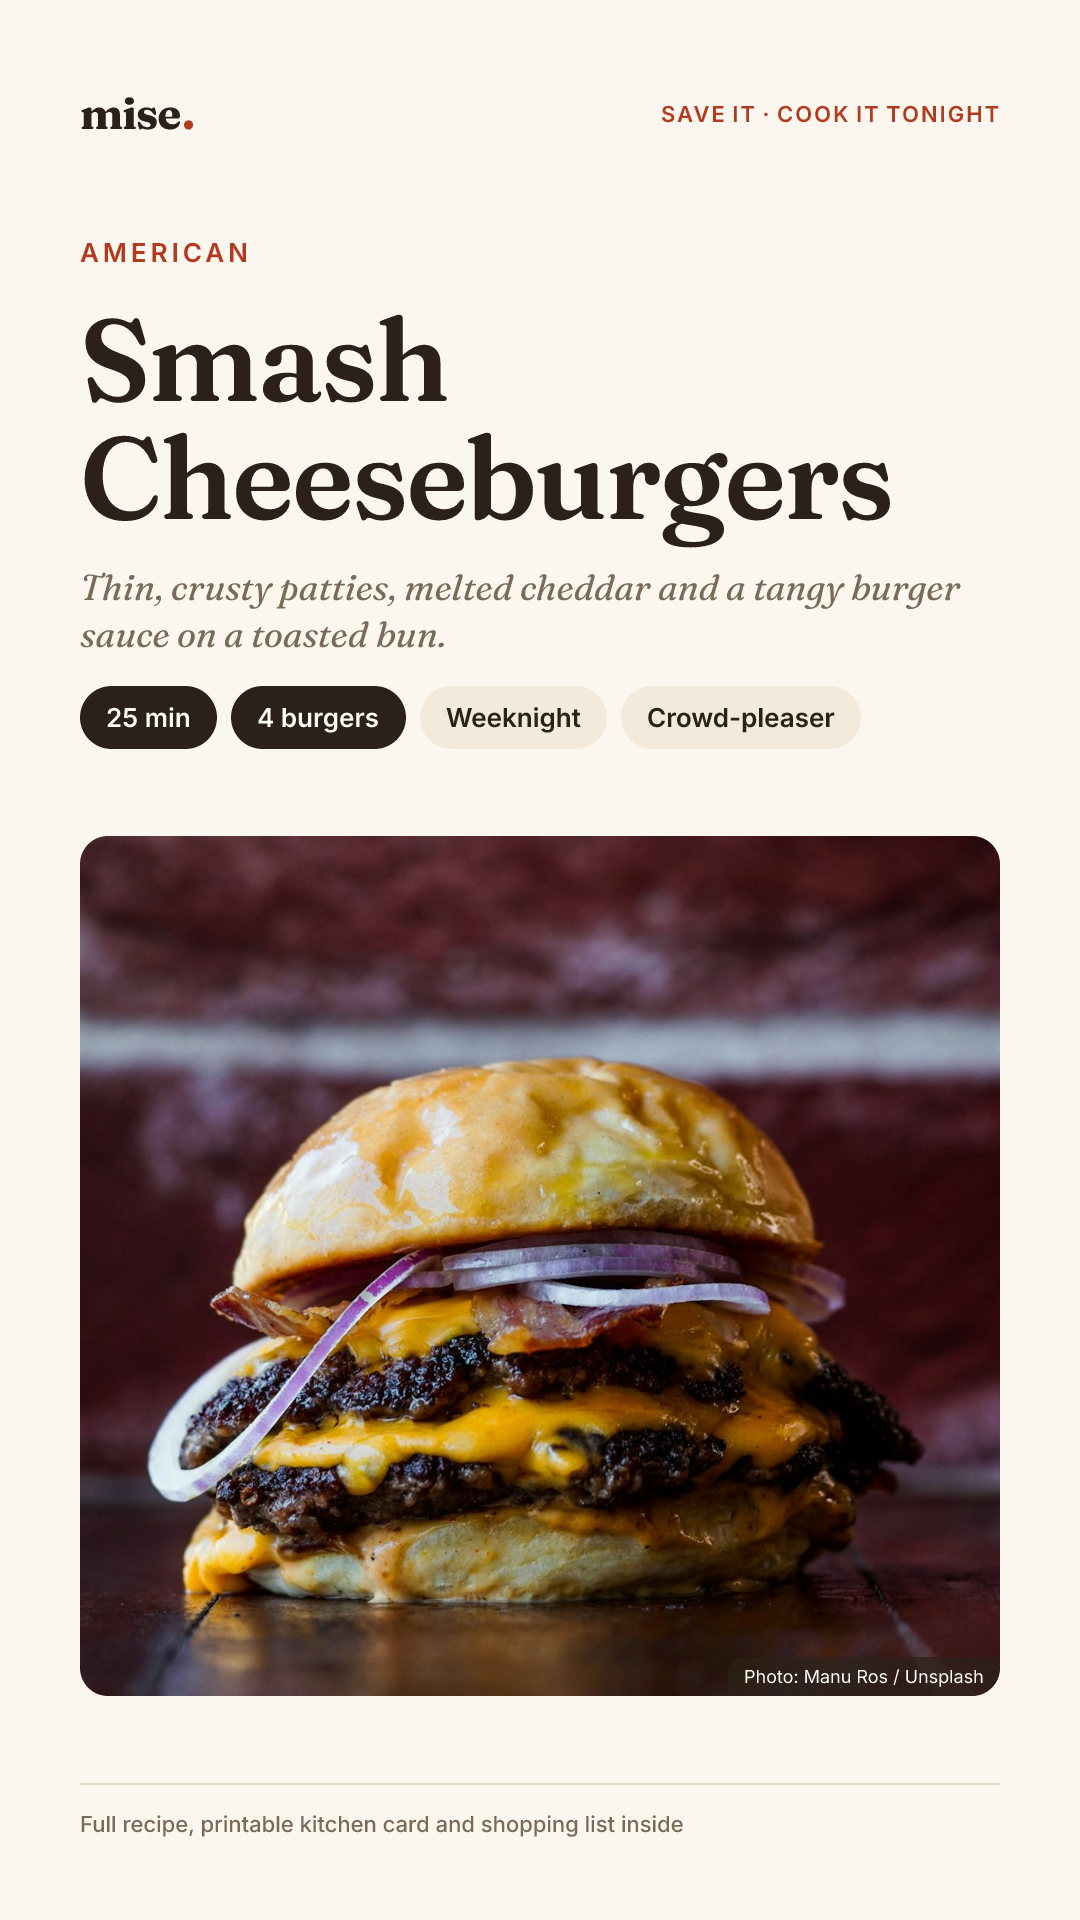 mise.
SAVE IT · COOK IT TONIGHT
AMERICAN
Smash
Cheeseburgers
Thin, crusty patties, melted cheddar and a tangy burger
sauce on a toasted bun.
25 min
4 burgers
Weeknight
Crowd-pleaser
Photo: Manu Ros / Unsplash
Full recipe, printable kitchen card and shopping list inside